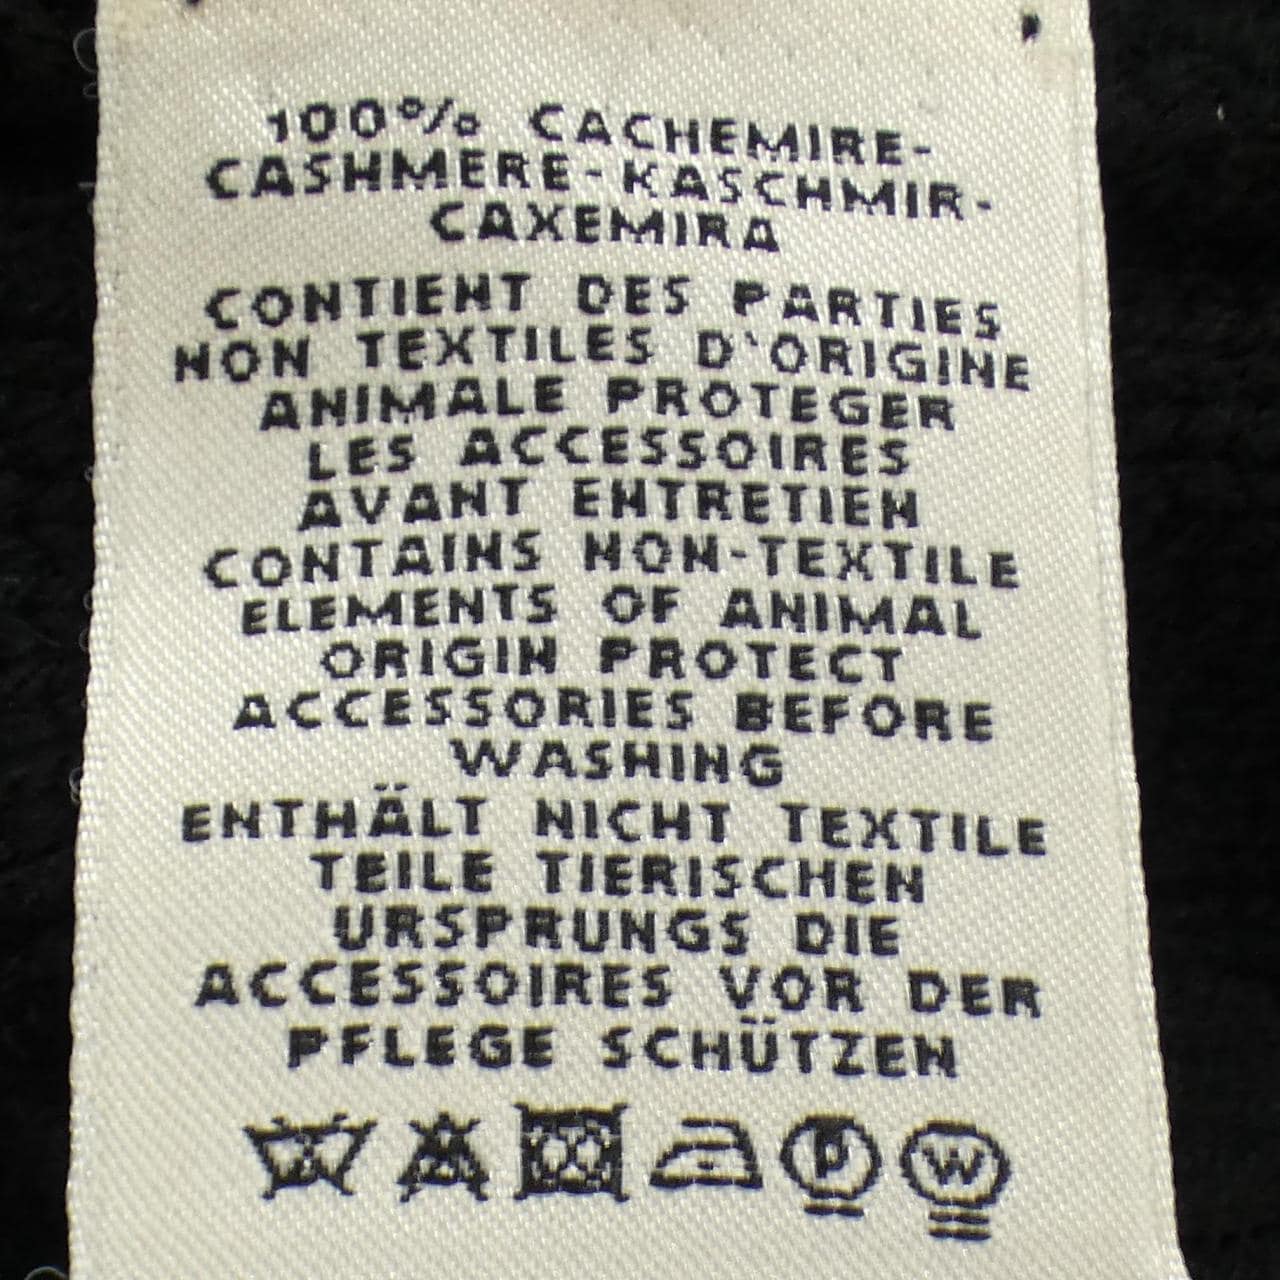 100% CACHEMIRE-
CASHMERE-KASCHMIR-
CAXEMIRA
CONTIENT DES PARTIES
NON TEXTILES D'ORIGINE
ANIMALE PROTEGER
LES ACCESSOIRES
AVANT ENTRETIEN
CONTAINS NON-TEXTILE
ELEMENTS OF ANIMAL
ORIGIN PROTECT
ACCESSORIES BEFORE
WASHING
ENTHÄLT NICHT TEXTILE
TEILE TIERISCHEN
URSPRUNGS DIE
ACCESSOIRES VOR DER
PFLEGE SCHÜTZEN
P W